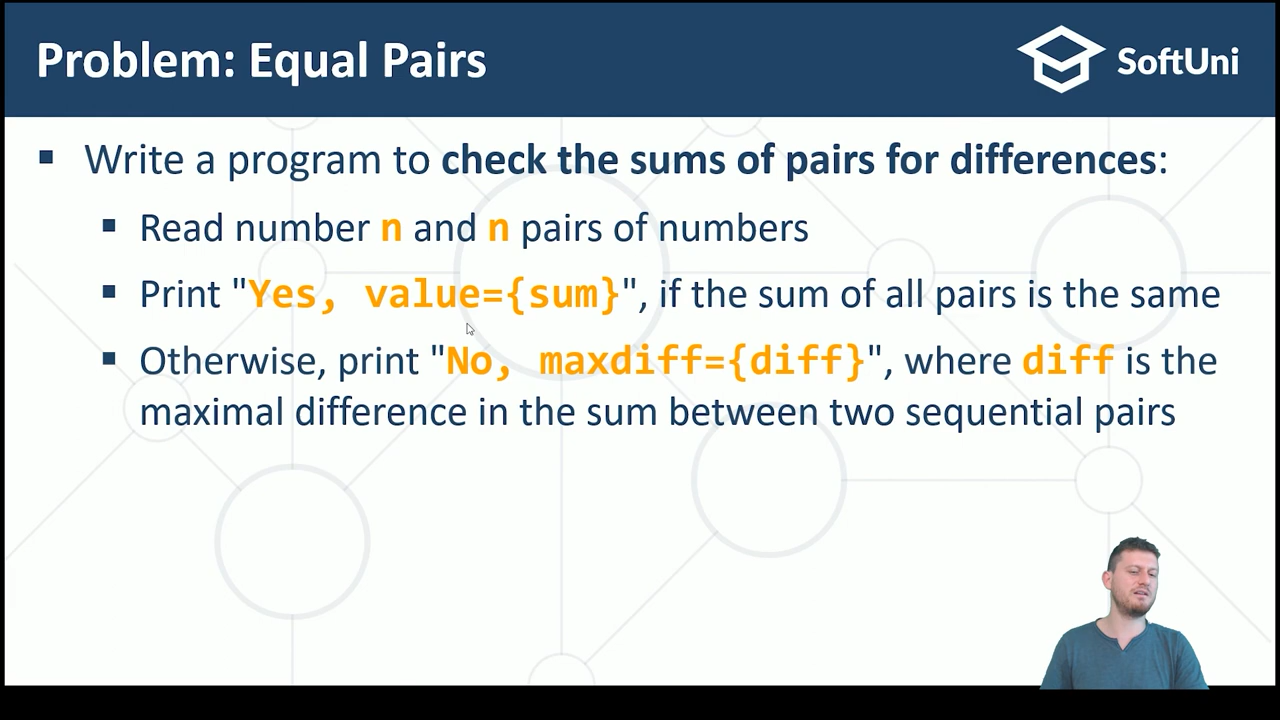 Problem: Equal Pairs
SoftUni
▪ Write a program to check the sums of pairs for differences:
▪ Read number n and n pairs of numbers
▪ Print "Yes, value={sum}", if the sum of all pairs is the same
▪ Otherwise, print "No, maxdiff={diff}", where diff is the
maximal difference in the sum between two sequential pairs